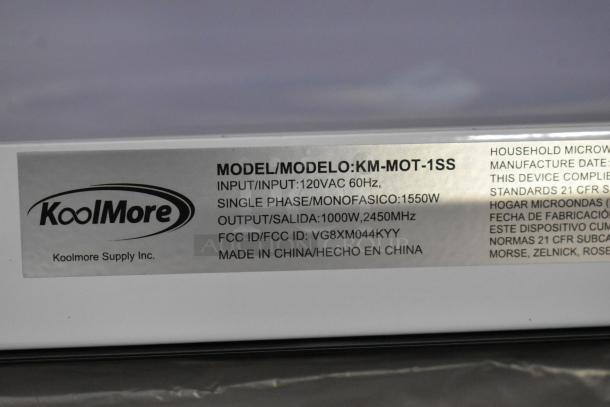 KoolMore
Koolmore Supply Inc.
MODEL/MODELO:KM-MOT-1SS
INPUT/INPUT:120VAC 60Hz,
SINGLE PHASE/MONOFASICO:1550W
OUTPUT/SALIDA:1000W,2450MHz
FCC ID/FCC ID: VG8XM044KYY
MADE IN CHINA/HECHO EN CHINA
HOUSEHOLD MICROW
MANUFACTURE DATE:
THIS DEVICE COMPLIE
STANDARDS 21 CFR S
HOGAR MICROONDAS (
FECHA DE FABRICACIÓ
ESTE DISPOSITIVO CUM
NORMAS 21 CFR SUBCA
MORSE, ZELNICK, ROSE